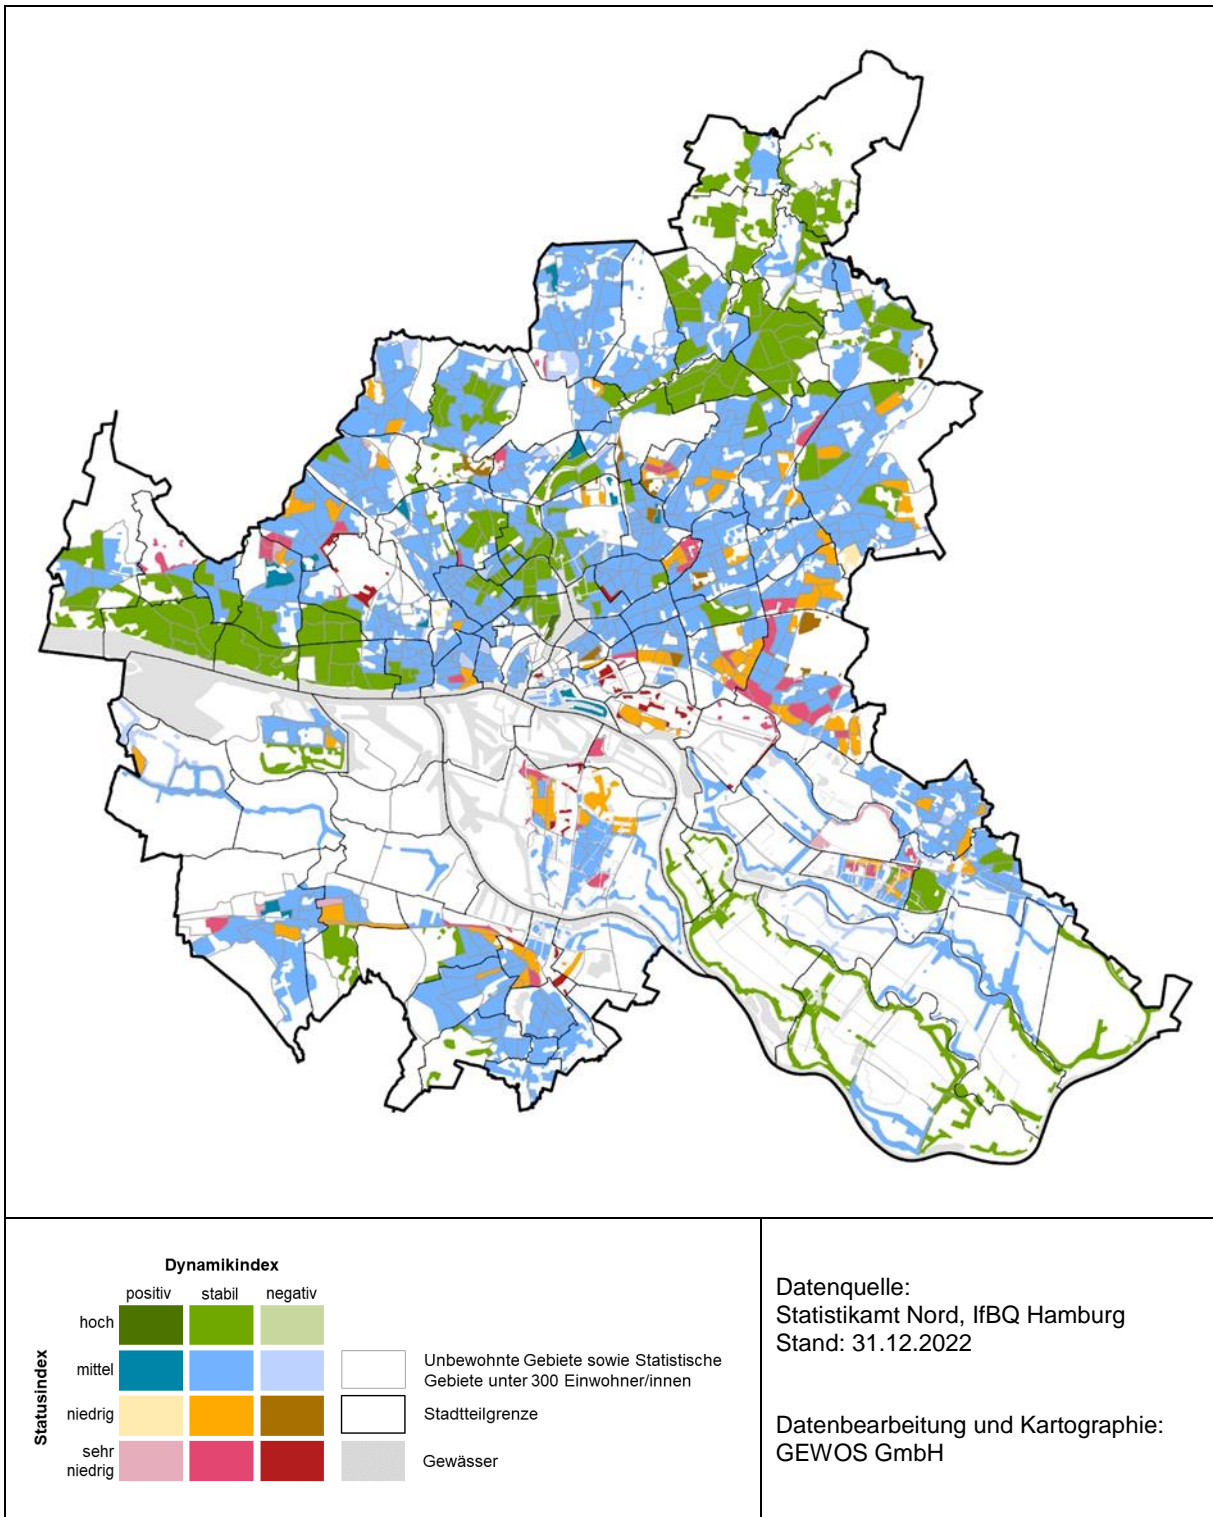 Dynamikindex
positiv stabil negativ
hoch
mittel
niedrig
sehr
niedrig
Statusindex
Unbewohnte Gebiete sowie Statistische
Gebiete unter 300 Einwohner/innen
Stadtteilgrenze
Gewässer
Datenquelle:
Statistikamt Nord, IfBQ Hamburg
Stand: 31.12.2022
Datenbearbeitung und Kartographie:
GEWOS GmbH